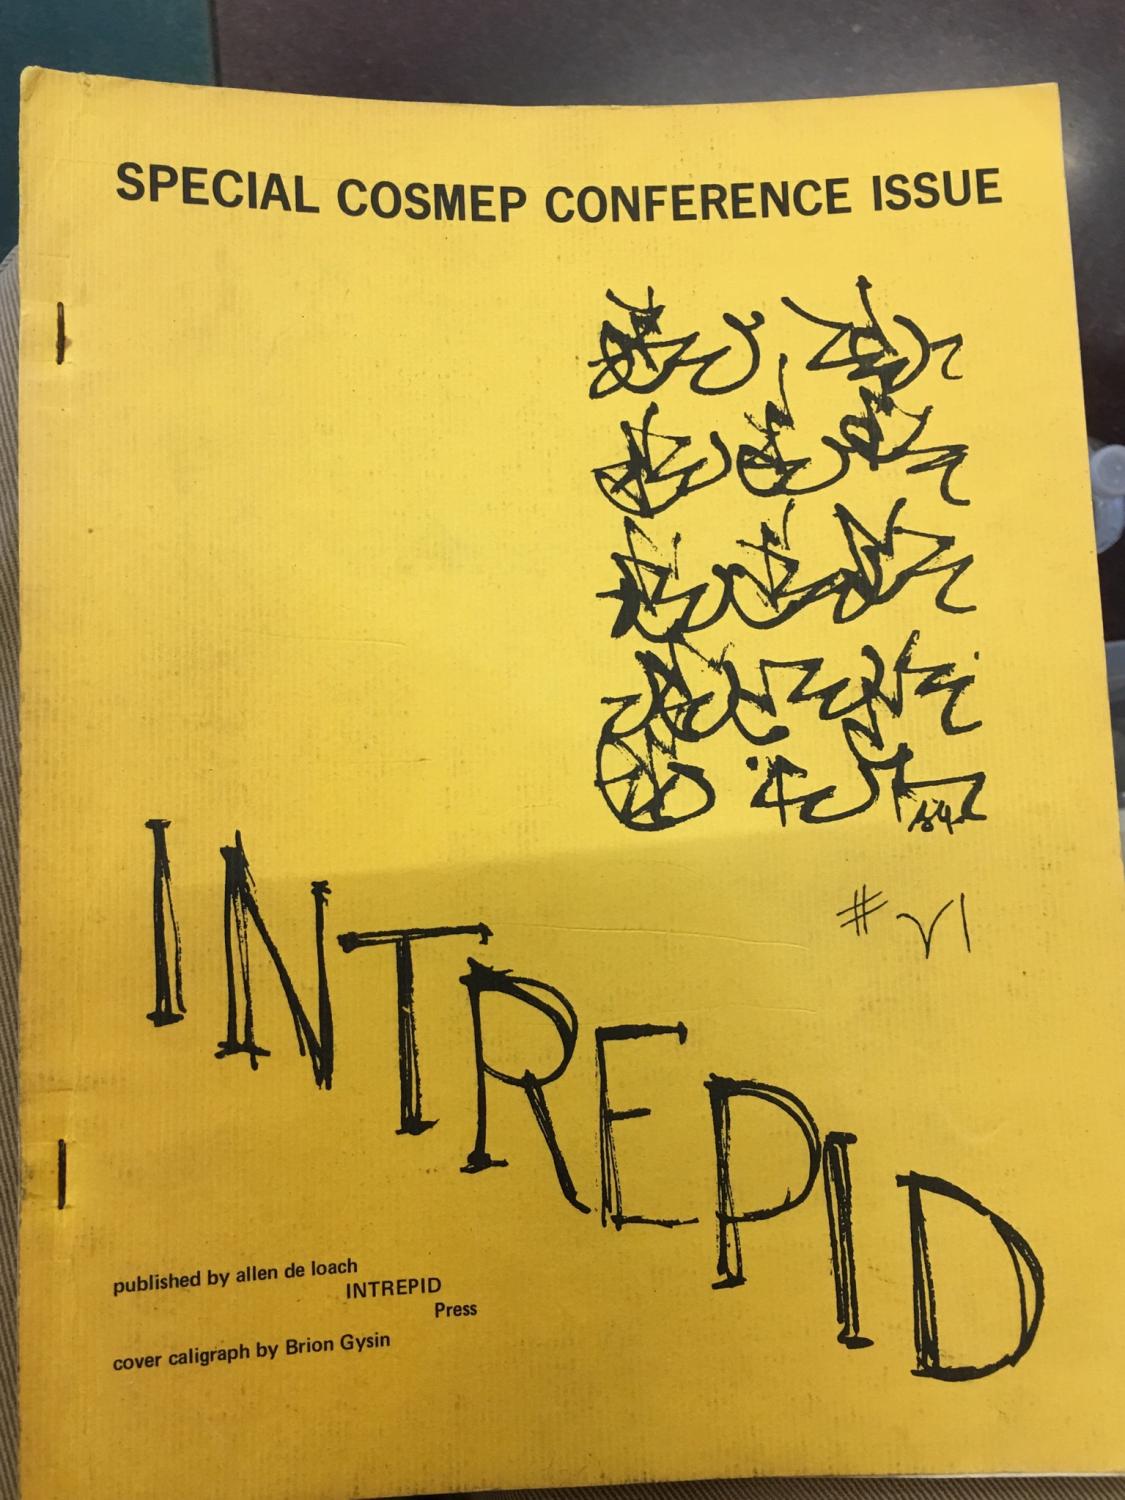 SPECIAL COSMEP CONFERENCE ISSUE
# VI
INTREPID
published by allen de loach
INTREPID
Press
cover caligraph by Brion Gysin